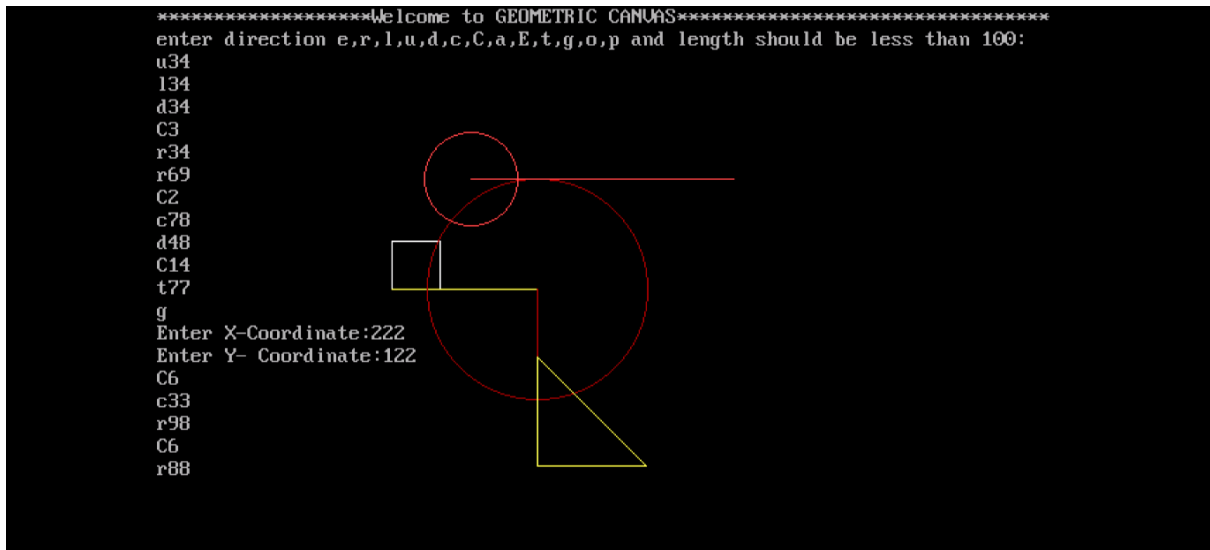 *******************Welcome to GEOMETRIC CANVAS*********************************
enter direction e,r,l,u,d,c,C,a,E,t,g,o,p and length should be less than 100:
u34
l34
d34
C3
r34
r69
C2
c78
d48
C14
t77
g
Enter X-Coordinate:222
Enter Y- Coordinate:122
C6
c33
r98
C6
r88